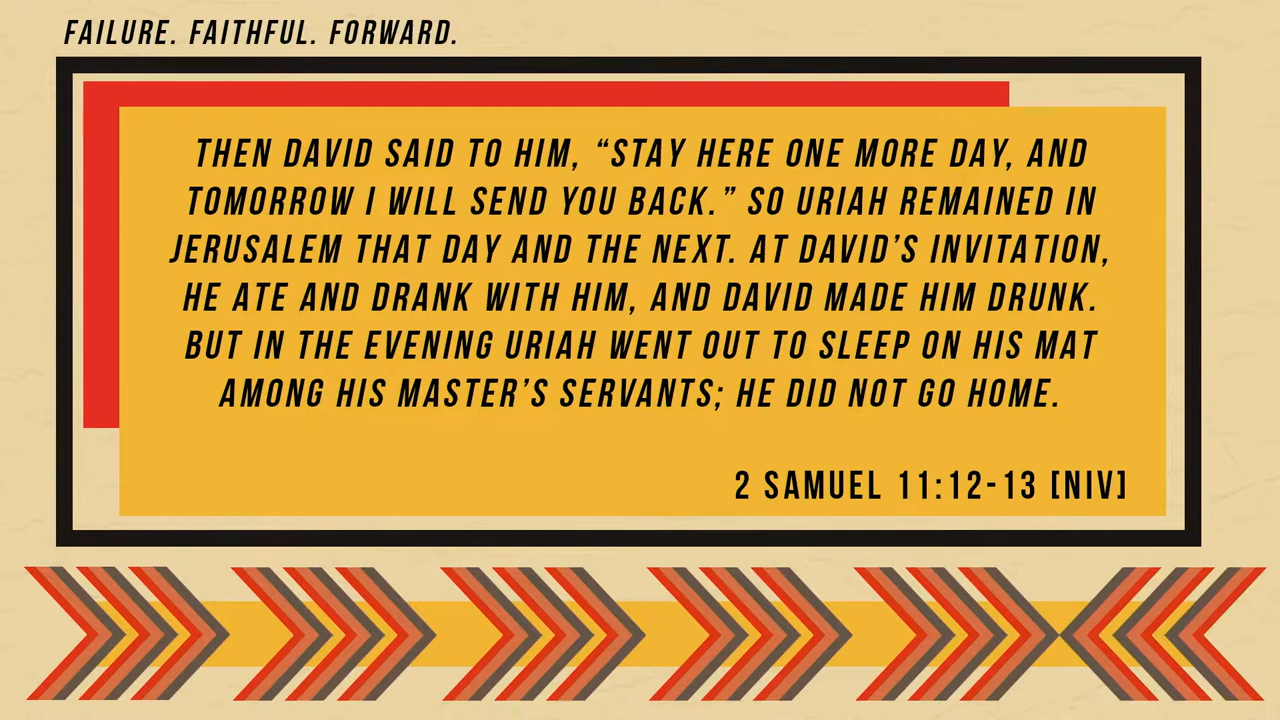 FAILURE. FAITHFUL. FORWARD.
THEN DAVID SAID TO HIM, “STAY HERE ONE MORE DAY, AND
TOMORROW I WILL SEND YOU BACK.” SO URIAH REMAINED IN
JERUSALEM THAT DAY AND THE NEXT. AT DAVID’S INVITATION,
HE ATE AND DRANK WITH HIM, AND DAVID MADE HIM DRUNK.
BUT IN THE EVENING URIAH WENT OUT TO SLEEP ON HIS MAT
AMONG HIS MASTER’S SERVANTS; HE DID NOT GO HOME.
2 SAMUEL 11:12-13 [NIV]